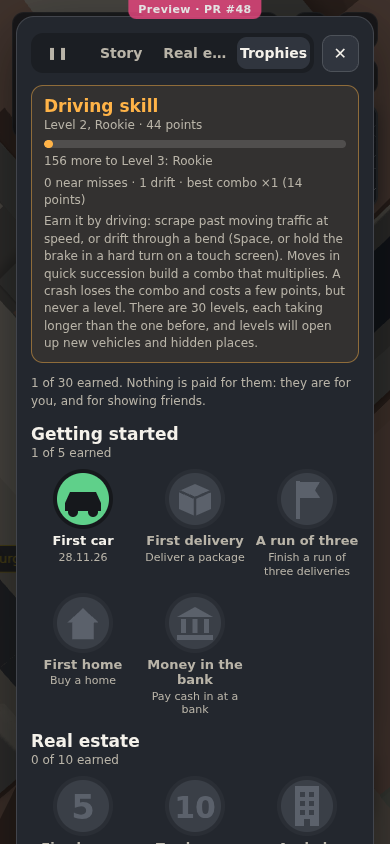 Preview · PR #48
Story Real e… Trophies ✕
Driving skill
Level 2, Rookie · 44 points
156 more to Level 3: Rookie
0 near misses · 1 drift · best combo ×1 (14
points)
Earn it by driving: scrape past moving traffic at
speed, or drift through a bend (Space, or hold the
brake in a hard turn on a touch screen). Moves in
quick succession build a combo that multiplies. A
crash loses the combo and costs a few points, but
never a level. There are 30 levels, each taking
longer than the one before, and levels will open
up new vehicles and hidden places.
1 of 30 earned. Nothing is paid for them: they are for
you, and for showing friends.
Getting started
1 of 5 earned
First car
28.11.26
First delivery
Deliver a package
A run of three
Finish a run of
three deliveries
First home
Buy a home
Money in the
bank
Pay cash in at a
bank
Real estate
0 of 10 earned
5
10